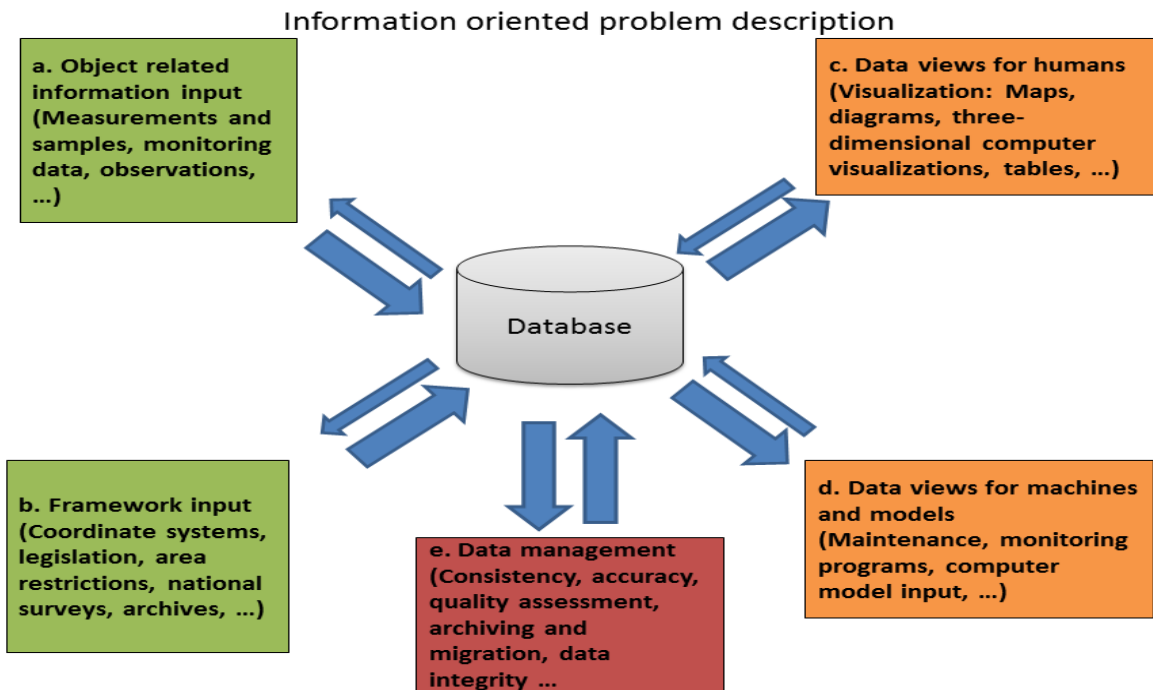 Information oriented problem description
a. Object related
information input
(Measurements and
samples, monitoring
data, observations,
...)
c. Data views for humans
(Visualization: Maps,
diagrams, three-
dimensional computer
visualizations, tables, ...)
Database
b. Framework input
(Coordinate systems,
legislation, area
restrictions, national
surveys, archives, ...)
e. Data management
(Consistency, accuracy,
quality assessment,
archiving and
migration, data
integrity ...
d. Data views for machines
and models
(Maintenance, monitoring
programs, computer
model input, ...)